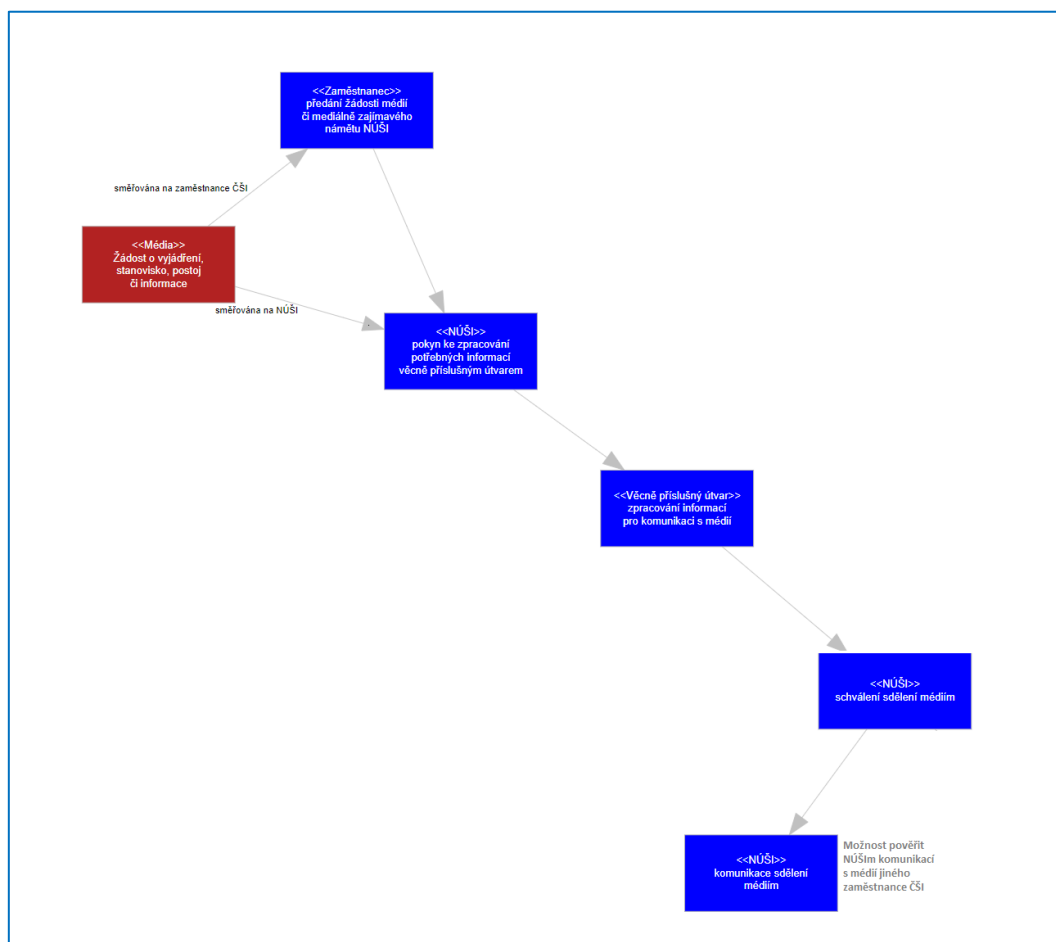 <<Zaměstnanec>>
předání žádosti médií
či mediálně zajímavého
námětu NÚŠI
směřována na zaměstnance ČŠI
<<Média>>
Žádost o vyjádření,
stanovisko, postoj
či informace
směřována na NÚŠI
<<NÚŠI>>
pokyn ke zpracování
potřebných informací
věcně příslušným útvarem
<<Věcně příslušný útvar>>
zpracování informací
pro komunikaci s médií
<<NÚŠI>>
schválení sdělení médiím
<<NÚŠI>>
komunikace sdělení
médiím
Možnost pověřit
NÚŠIm komunikací
s médií jiného
zaměstnance ČŠI